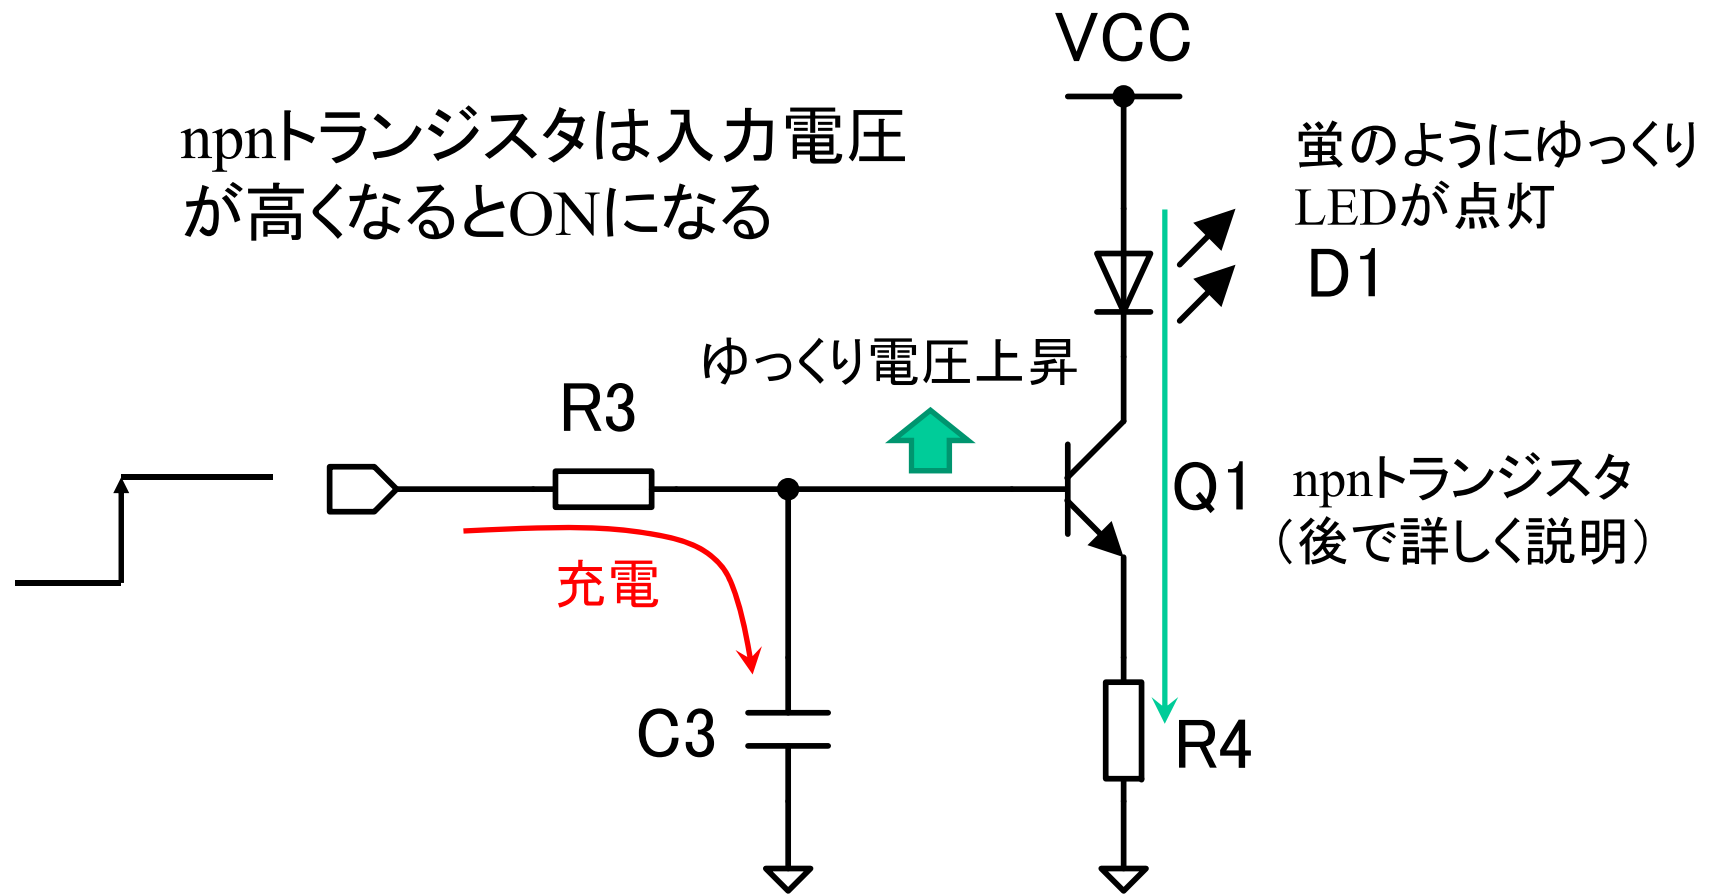 VCC
npnトランジスタは入力電圧
が高くなるとONになる
蛍のようにゆっくり
LEDが点灯
D1
ゆっくり電圧上昇
R3
Q1
npnトランジスタ
（後で詳しく説明）
充電
C3
R4